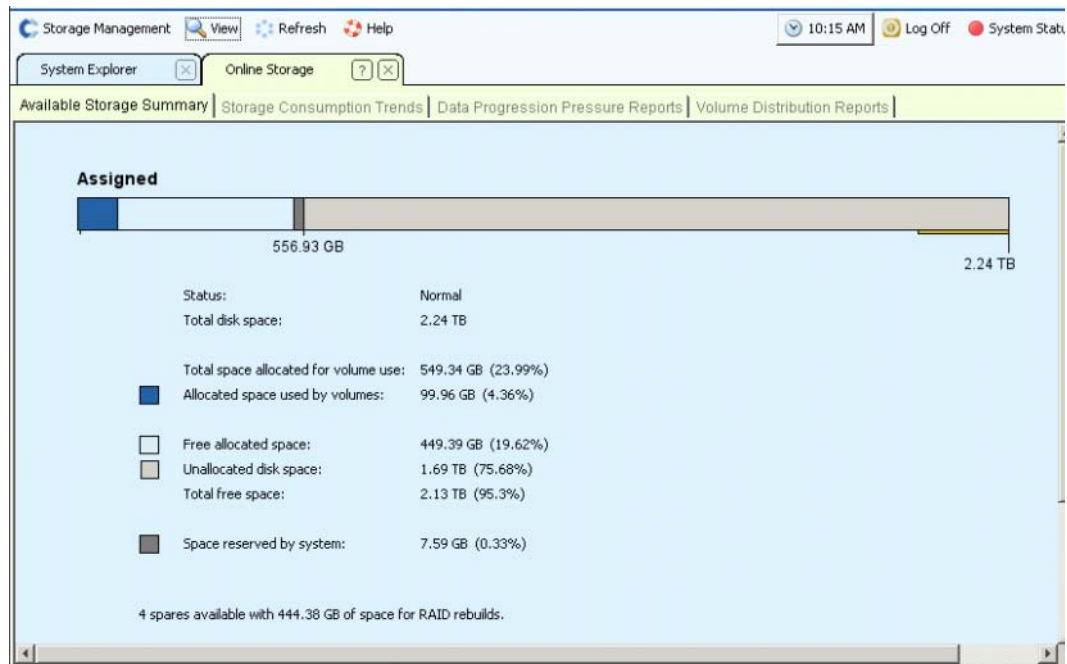 Storage Management View Refresh Help 10:15 AM Log Off System Statu
System Explorer Online Storage ?
Available Storage Summary Storage Consumption Trends Data Progression Pressure Reports Volume Distribution Reports
Assigned
556.93 GB
2.24 TB
Status: Normal
Total disk space: 2.24 TB
Total space allocated for volume use: 549.34 GB (23.99%)
Allocated space used by volumes: 99.96 GB (4.36%)
Free allocated space: 449.39 GB (19.62%)
Unallocated disk space: 1.69 TB (75.68%)
Total free space: 2.13 TB (95.3%)
Space reserved by system: 7.59 GB (0.33%)
4 spares available with 444.38 GB of space for RAID rebuilds.